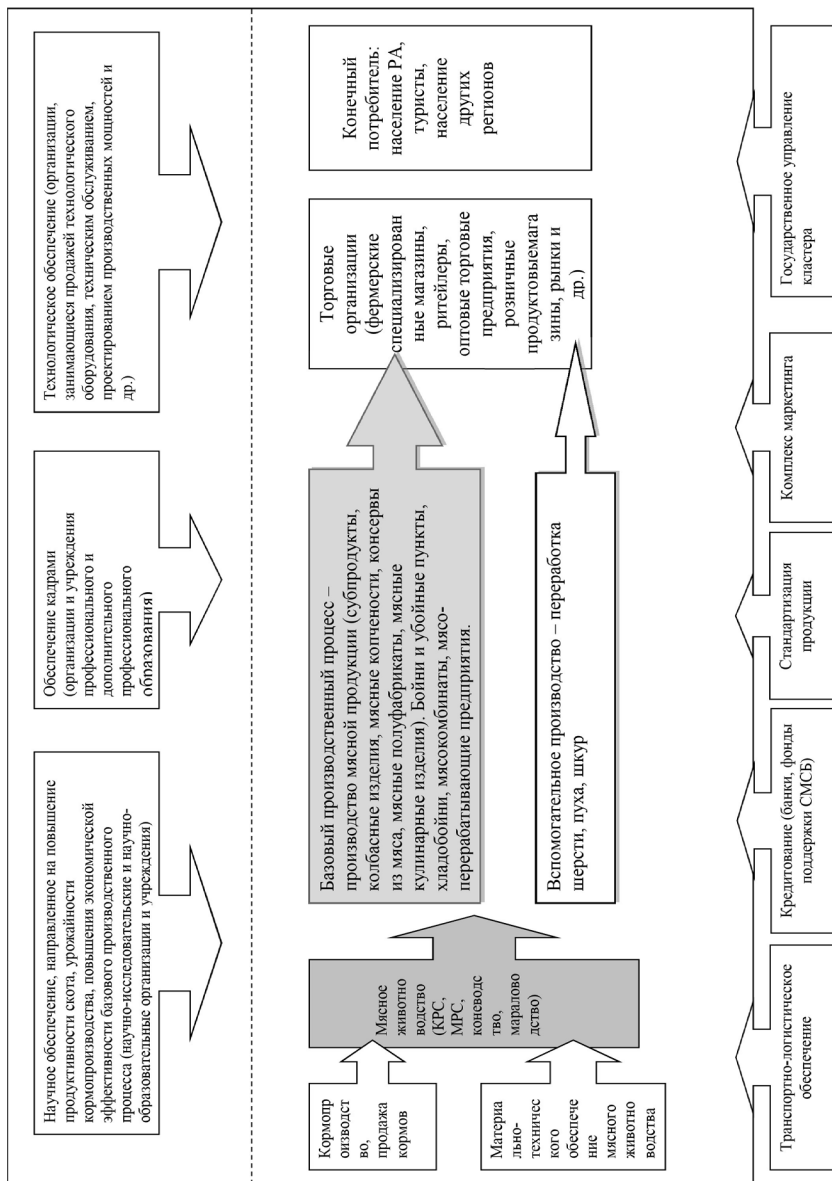 Научное обеспечение, направленное на повышение
продуктивности скота, урожайности
кормопроизводства, повышения экономической
эффективности базового производственного
процесса (научно-исследовательские и научно-
образовательные организации и учреждения)
Обеспечение кадрами
(организации и учреждения
профессионального и
дополнительного
профессионального
образования)
Технологическое обеспечение (организации,
занимающиеся продажей технологического
оборудования, техническим обслуживанием,
проектированием производственных мощностей и
др.)
Кормопр
оизводст
во,
продажа
кормов
Материа
льно-
техничес
кого
обеспече
ние
мясного
животно
водства
Мясное
животно
водство
(КРС,
МРС,
коневодс
тво,
маралово
дство)
Базовый производственный процесс –
производство мясной продукции (субпродукты,
колбасные изделия, мясные копчености, консервы
из мяса, мясные полуфабрикаты, мясные
кулинарные изделия). Бойни и убойные пункты,
хладобойни, мясокомбинаты, мясо-
перерабатывающие предприятия.
Вспомогательное производство – переработка
шерсти, пуха, шкур
Торговые
организации
(фермерские
специализирован
ные магазины,
ритейлеры,
оптовые торговые
предприятия,
розничные
продуктовыемага
зины, рынки и
др.)
Конечный
потребитель:
население РА,
туристы,
население
других
регионов
Транспортно-логистическое
обеспечение
Кредитование (банки, фонды
поддержки СМСБ)
Стандартизация
продукции
Комплекс маркетинга
Государственное управление
кластера